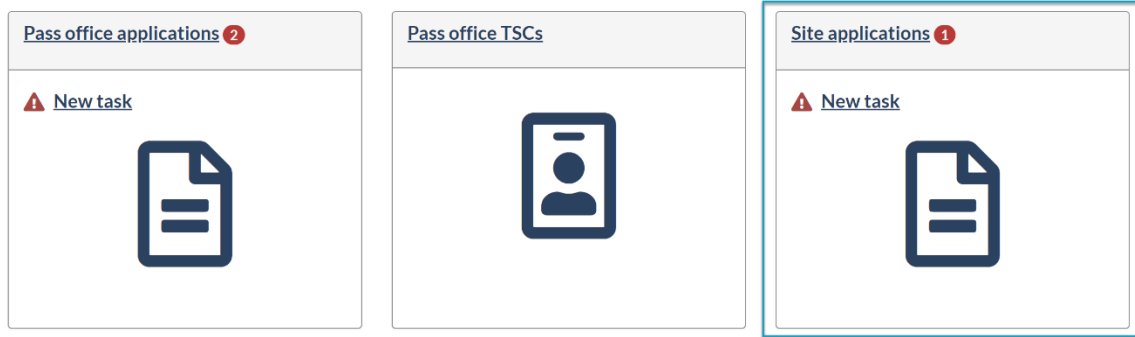 Pass office applications 2
Pass office TSCs
Site applications 1
New task
New task